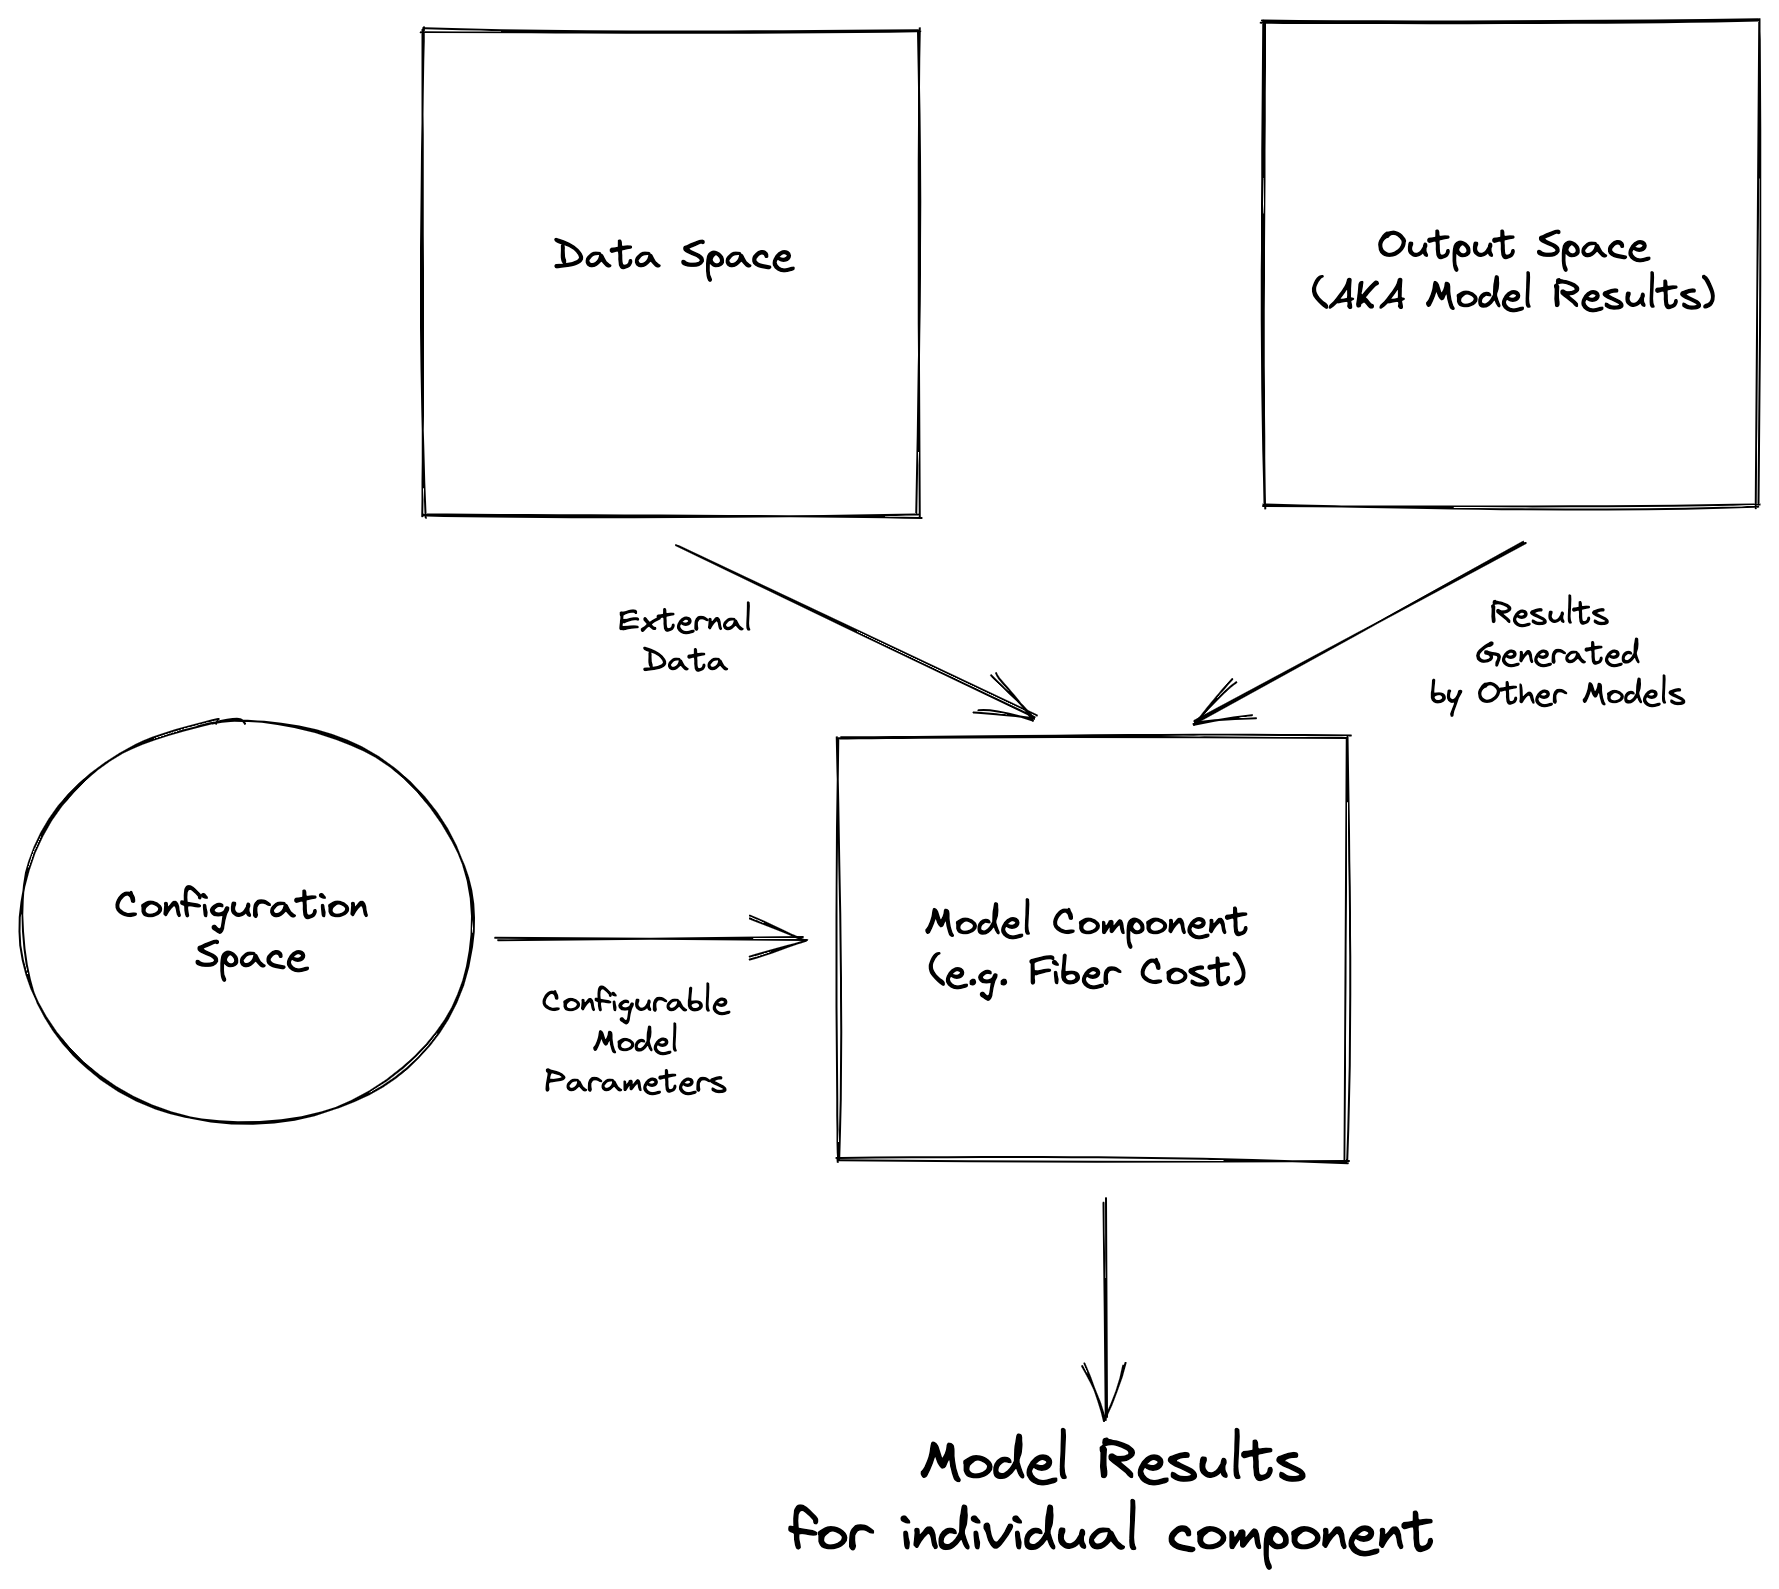 Data Space
Output Space
(AKA Model Results)
External
Data
Results
Generated
by Other Models
Configuration
Space
Configurable
Model
Parameters
Model Component
(e.g. Fiber Cost)
Model Results
for individual component